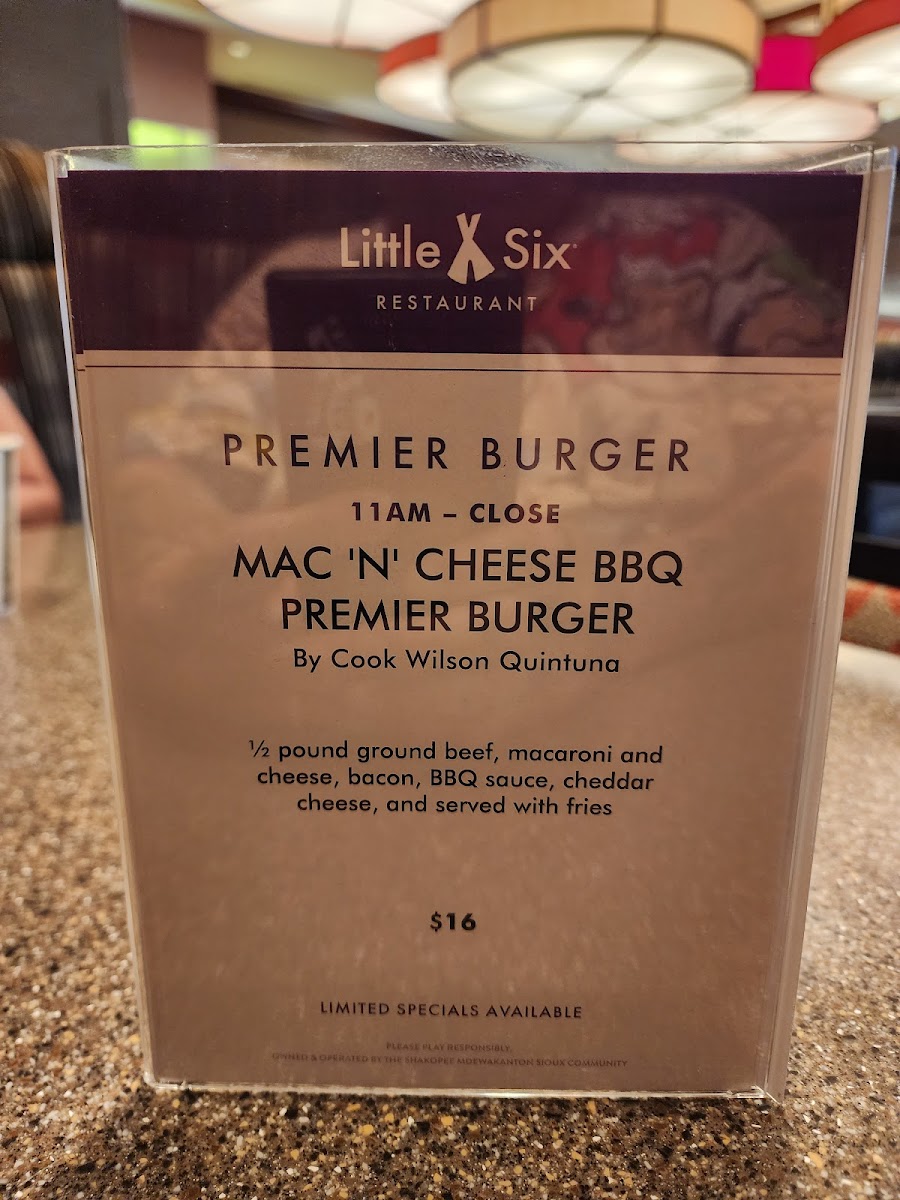 Little Six
RESTAURANT
PREMIER BURGER
11AM – CLOSE
MAC 'N' CHEESE BBQ
PREMIER BURGER
By Cook Wilson Quintuna
½ pound ground beef, macaroni and
cheese, bacon, BBQ sauce, cheddar
cheese, and served with fries
$16
LIMITED SPECIALS AVAILABLE
PLEASE PLAY RESPONSIBLY.
OWNED & OPERATED BY THE SHAKOPEE MDEWAKANTON SIOUX COMMUNITY